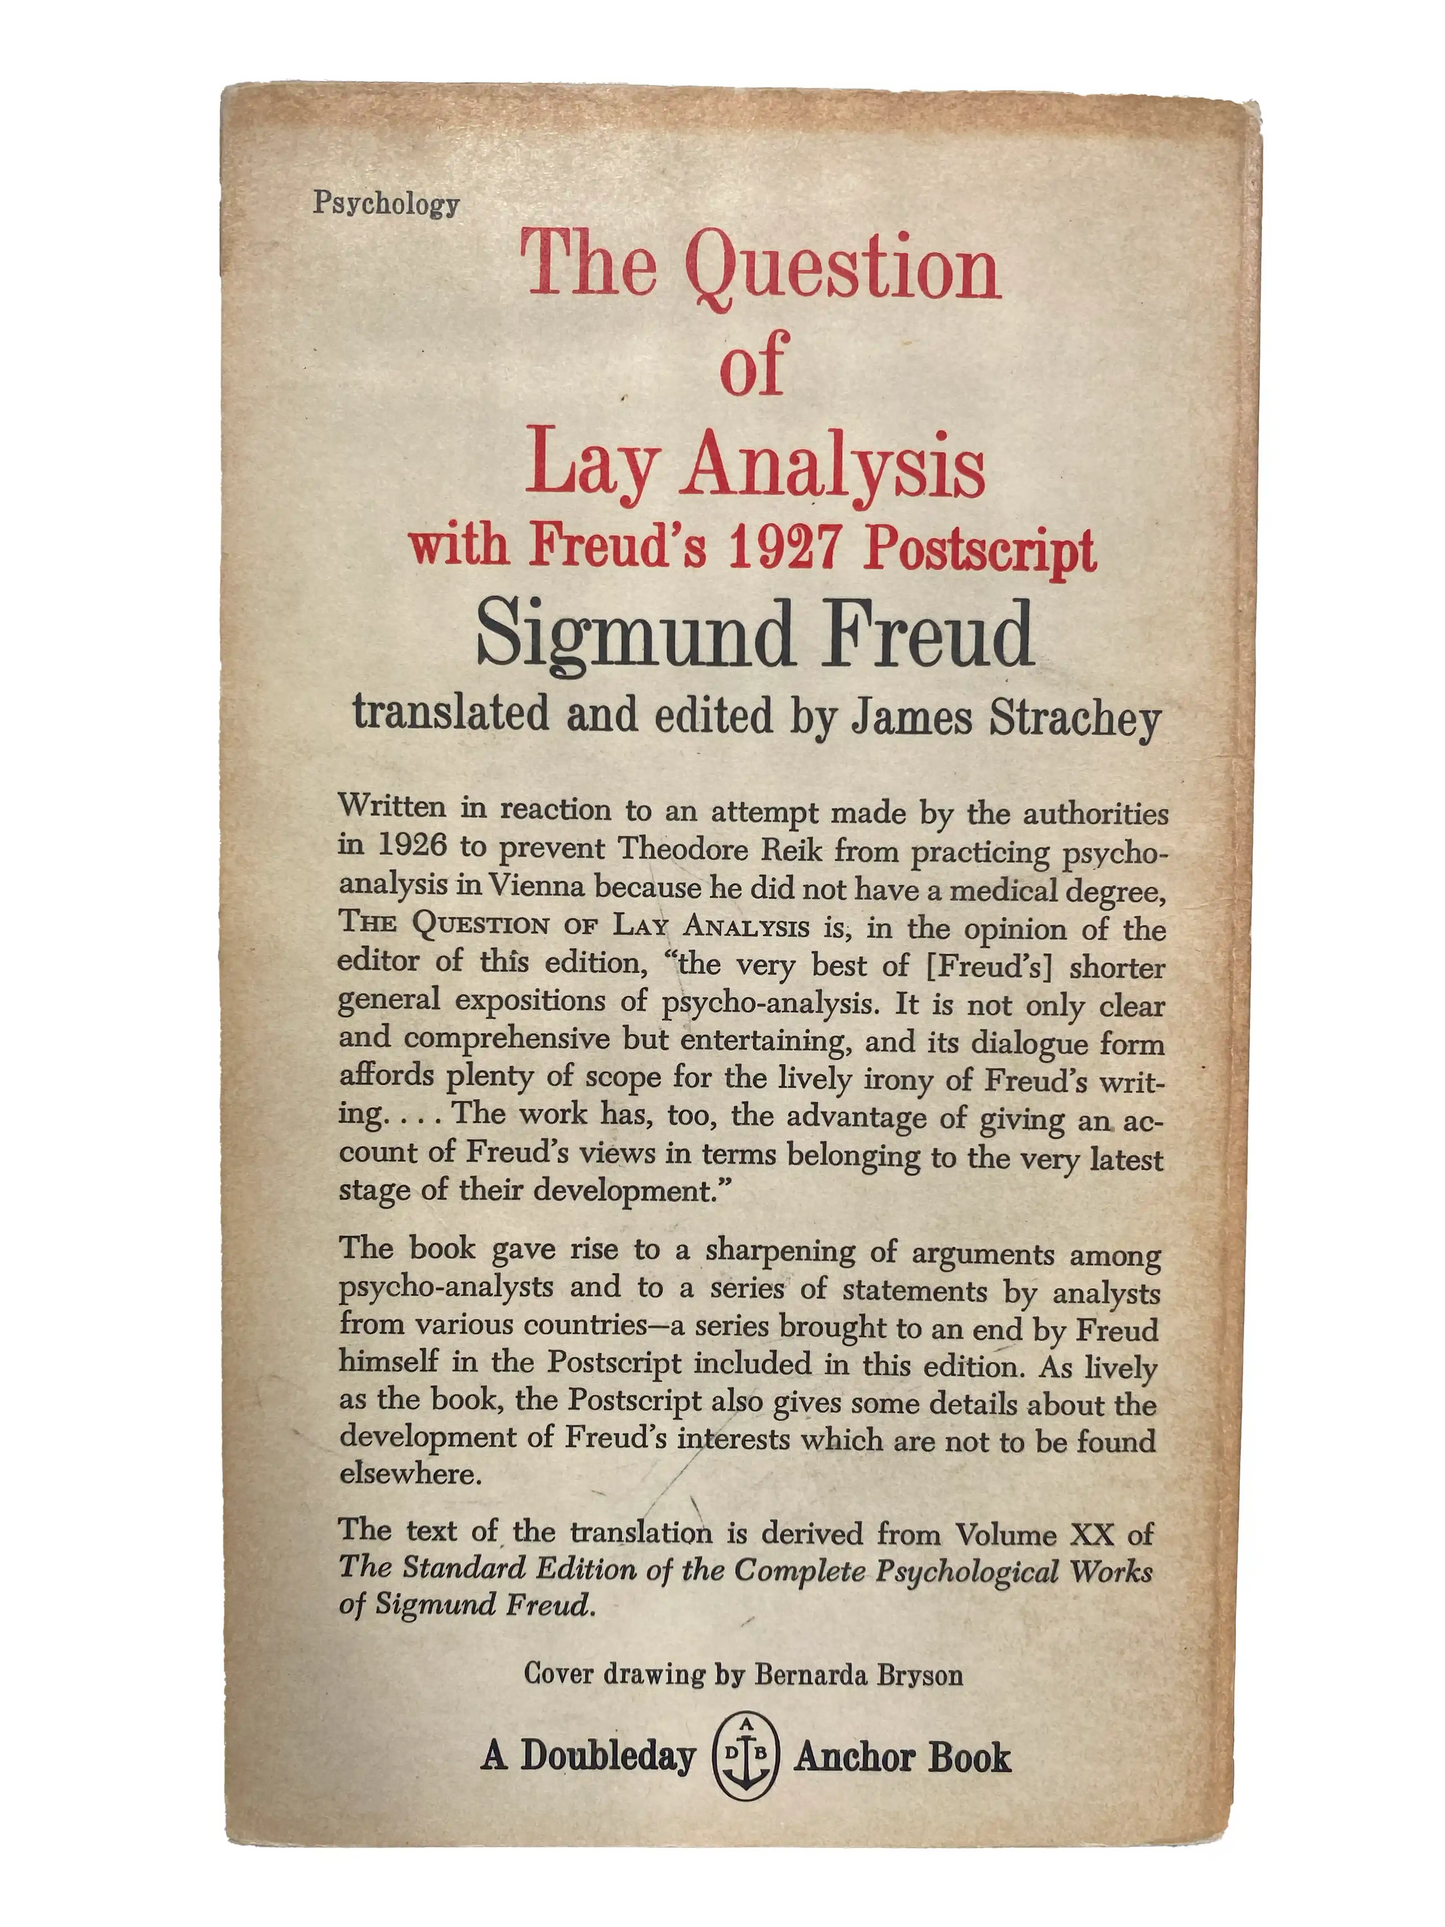 Psychology
The Question
of
Lay Analysis
with Freud's 1927 Postscript
Sigmund Freud
translated and edited by James Strachey
Written in reaction to an attempt made by the authorities
in 1926 to prevent Theodore Reik from practicing psycho-
analysis in Vienna because he did not have a medical degree,
THE QUESTION OF LAY ANALYSIS is, in the opinion of the
editor of this edition, “the very best of [Freud's] shorter
general expositions of psycho-analysis. It is not only clear
and comprehensive but entertaining, and its dialogue form
affords plenty of scope for the lively irony of Freud's writ-
ing. . . . The work has, too, the advantage of giving an ac-
count of Freud's views in terms belonging to the very latest
stage of their development.”
The book gave rise to a sharpening of arguments among
psycho-analysts and to a series of statements by analysts
from various countries—a series brought to an end by Freud
himself in the Postscript included in this edition. As lively
as the book, the Postscript also gives some details about the
development of Freud's interests which are not to be found
elsewhere.
The text of the translation is derived from Volume XX of
The Standard Edition of the Complete Psychological Works
of Sigmund Freud.
Cover drawing by Bernarda Bryson
A Doubleday A D B Anchor Book